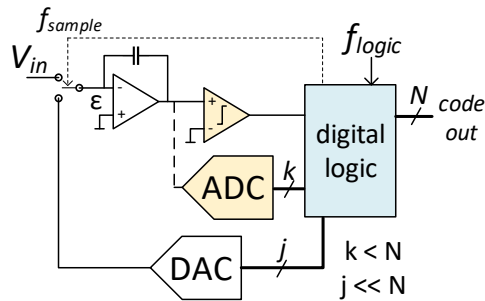 f_sample
V_in
ε
-
+
+
-
f_logic
digital
logic
N
code
out
ADC
k
DAC
j
k < N
j << N